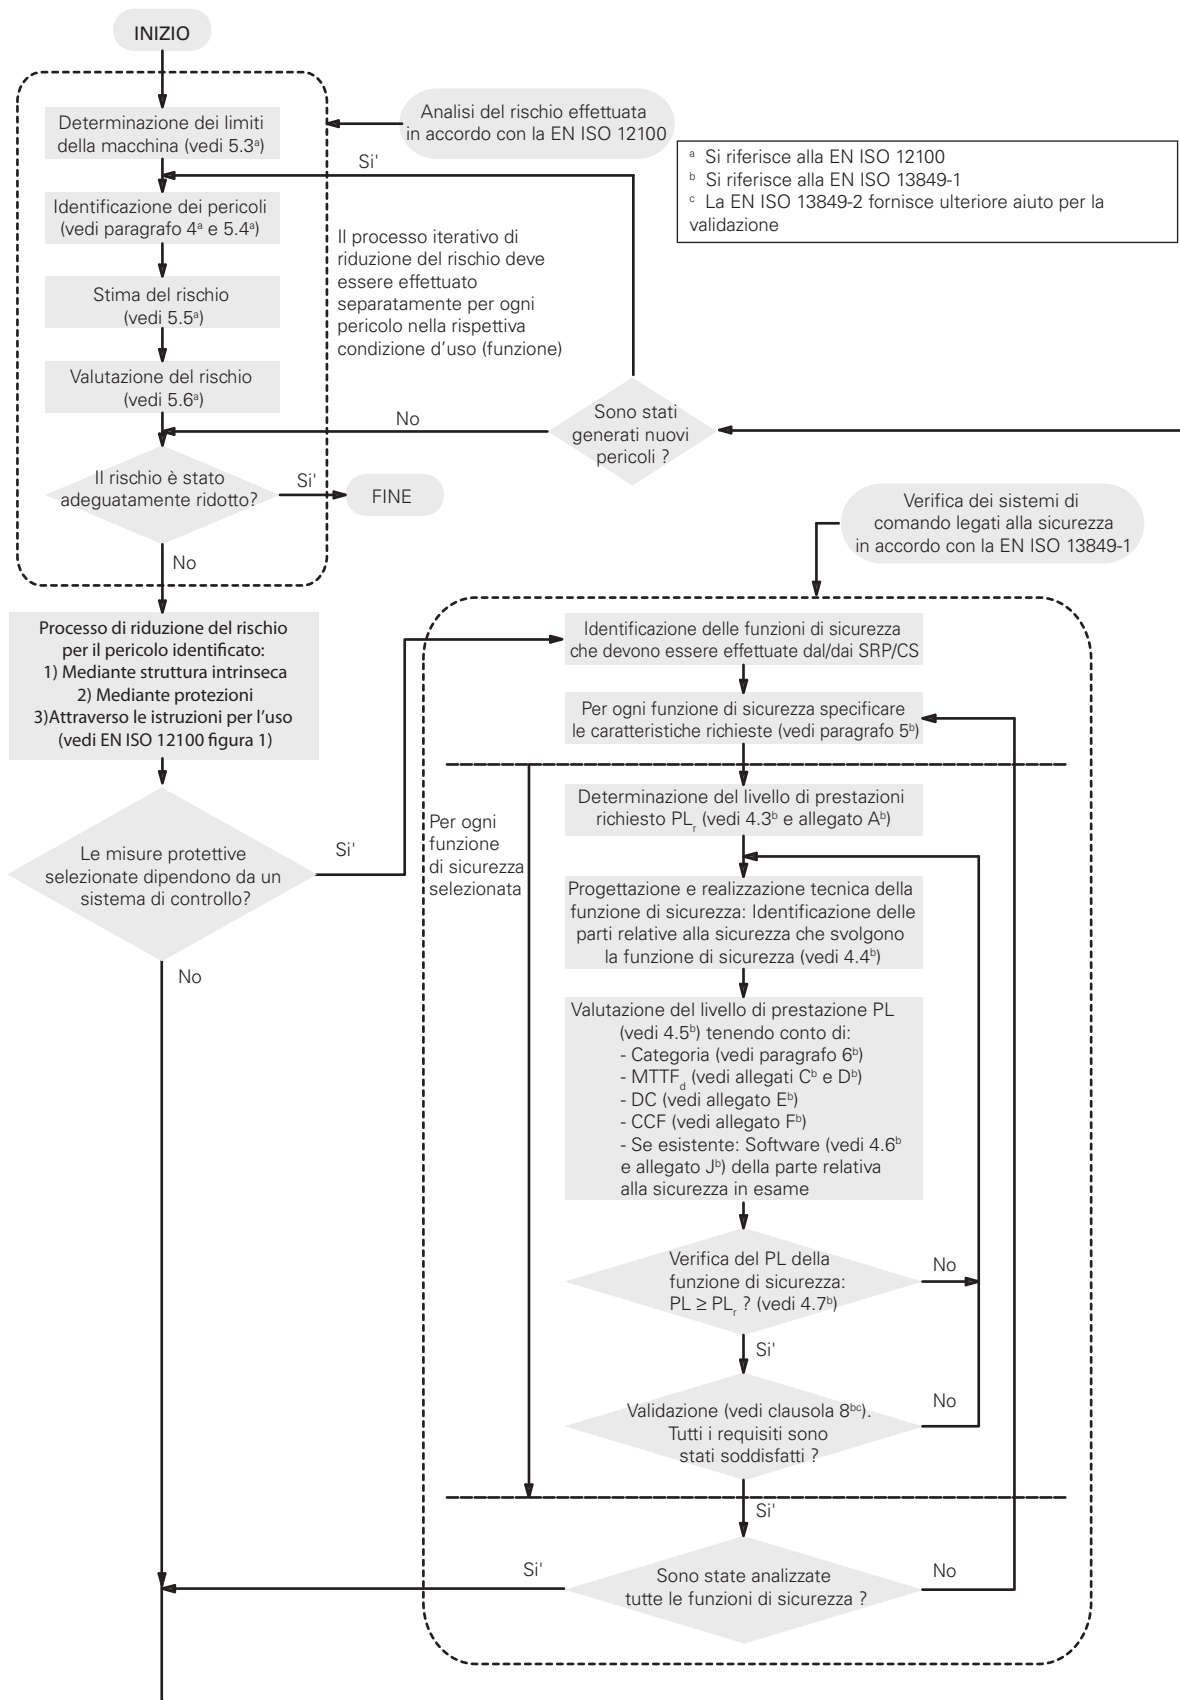 INIZIO
Determinazione dei limiti
della macchina (vedi 5.3ᵃ)
Analisi del rischio effettuata
in accordo con la EN ISO 12100
ᵃ Si riferisce alla EN ISO 12100
ᵇ Si riferisce alla EN ISO 13849-1
ᶜ La EN ISO 13849-2 fornisce ulteriore aiuto per la
validazione
Si'
Identificazione dei pericoli
(vedi paragrafo 4ᵃ e 5.4ᵃ)
Il processo iterativo di
riduzione del rischio deve
essere effettuato
separatamente per ogni
pericolo nella rispettiva
condizione d'uso (funzione)
Stima del rischio
(vedi 5.5ᵃ)
Valutazione del rischio
(vedi 5.6ᵃ)
No
Sono stati
generati nuovi
pericoli ?
Il rischio è stato
adeguatamente ridotto?
Si'
FINE
No
Verifica dei sistemi di
comando legati alla sicurezza
in accordo con la EN ISO 13849-1
Processo di riduzione del rischio
per il pericolo identificato:
1) Mediante struttura intrinseca
2) Mediante protezioni
3)Attraverso le istruzioni per l'uso
(vedi EN ISO 12100 figura 1)
Le misure protettive
selezionate dipendono da un
sistema di controllo?
Si'
No
Identificazione delle funzioni di sicurezza
che devono essere effettuate dal/dai SRP/CS
Per ogni funzione di sicurezza specificare
le caratteristiche richieste (vedi paragrafo 5ᵇ)
Per ogni
funzione
di sicurezza
selezionata
Determinazione del livello di prestazioni
richiesto PLᵣ (vedi 4.3ᵇ e allegato Aᵇ)
Progettazione e realizzazione tecnica della
funzione di sicurezza: Identificazione delle
parti relative alla sicurezza che svolgono
la funzione di sicurezza (vedi 4.4ᵇ)
Valutazione del livello di prestazione PL
(vedi 4.5ᵇ) tenendo conto di:
- Categoria (vedi paragrafo 6ᵇ)
- MTTFd (vedi allegati Cᵇ e Dᵇ)
- DC (vedi allegato Eᵇ)
- CCF (vedi allegato Fᵇ)
- Se esistente: Software (vedi 4.6ᵇ
e allegato Jᵇ) della parte relativa
alla sicurezza in esame
Verifica del PL della
funzione di sicurezza:
PL ≥ PLᵣ ? (vedi 4.7ᵇ)
No
Si'
Validazione (vedi clausola 8ᵇᶜ).
Tutti i requisiti sono
stati soddisfatti ?
No
Si'
Sono state analizzate
tutte le funzioni di sicurezza ?
Si'
No